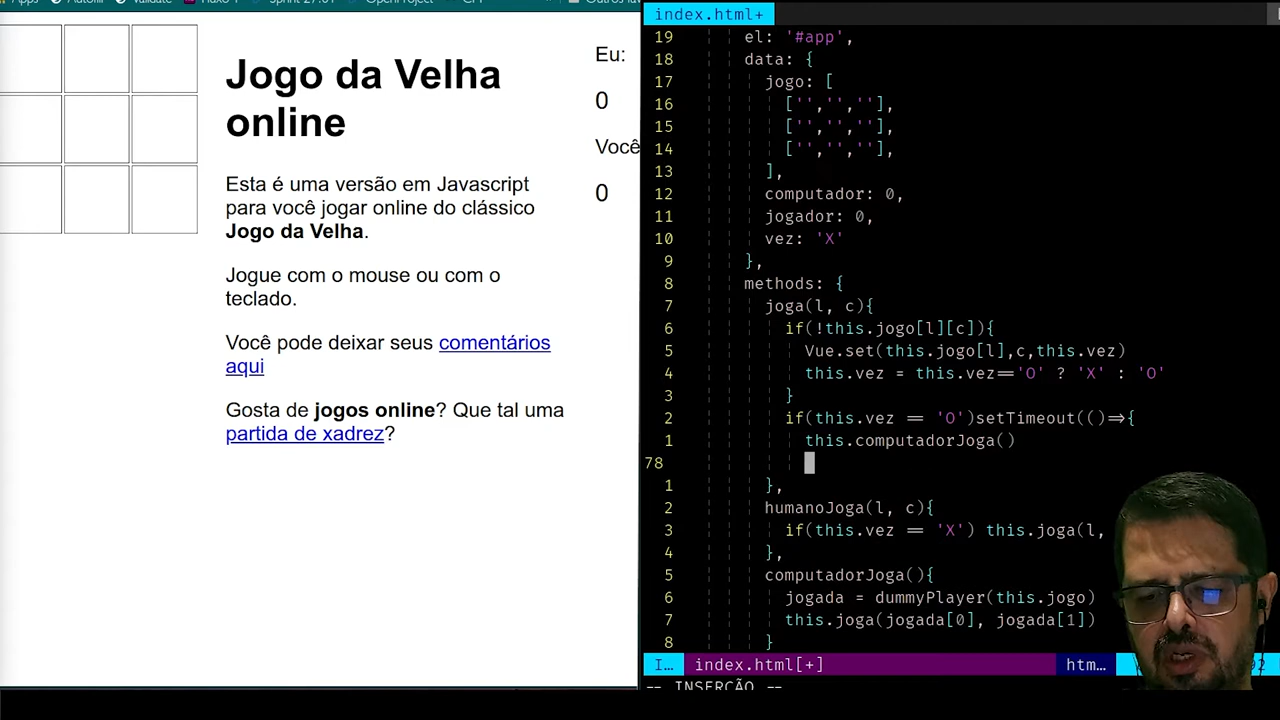 Apps
Validate
Sprint 27.01
OpenProject
Jogo da Velha
online
Esta é uma versão em Javascript
para você jogar online do clássico
Jogo da Velha.
Jogue com o mouse ou com o
teclado.
Você pode deixar seus comentários
aqui
Gosta de jogos online? Que tal uma
partida de xadrez?
Eu:
0
Você
0
index.html+
19 el: '#app',
18 data: {
17 jogo: [
16 ['','',''],
15 ['','',''],
14 ['','',''],
13 ],
12 computador: 0,
11 jogador: 0,
10 vez: 'X'
9 },
8 methods: {
7 joga(l, c){
6 if(!this.jogo[l][c]){
5 Vue.set(this.jogo[l],c,this.vez)
4 this.vez = this.vez=='O' ? 'X' : 'O'
3 }
2 if(this.vez == 'O')setTimeout(()=>{
1 this.computadorJoga()
78
1 },
2 humanoJoga(l, c){
3 if(this.vez == 'X') this.joga(l,
4 },
5 computadorJoga(){
6 jogada = dummyPlayer(this.jogo)
7 this.joga(jogada[0], jogada[1])
8 }
I… index.html[+] htm…
-- INSERÇÃO --